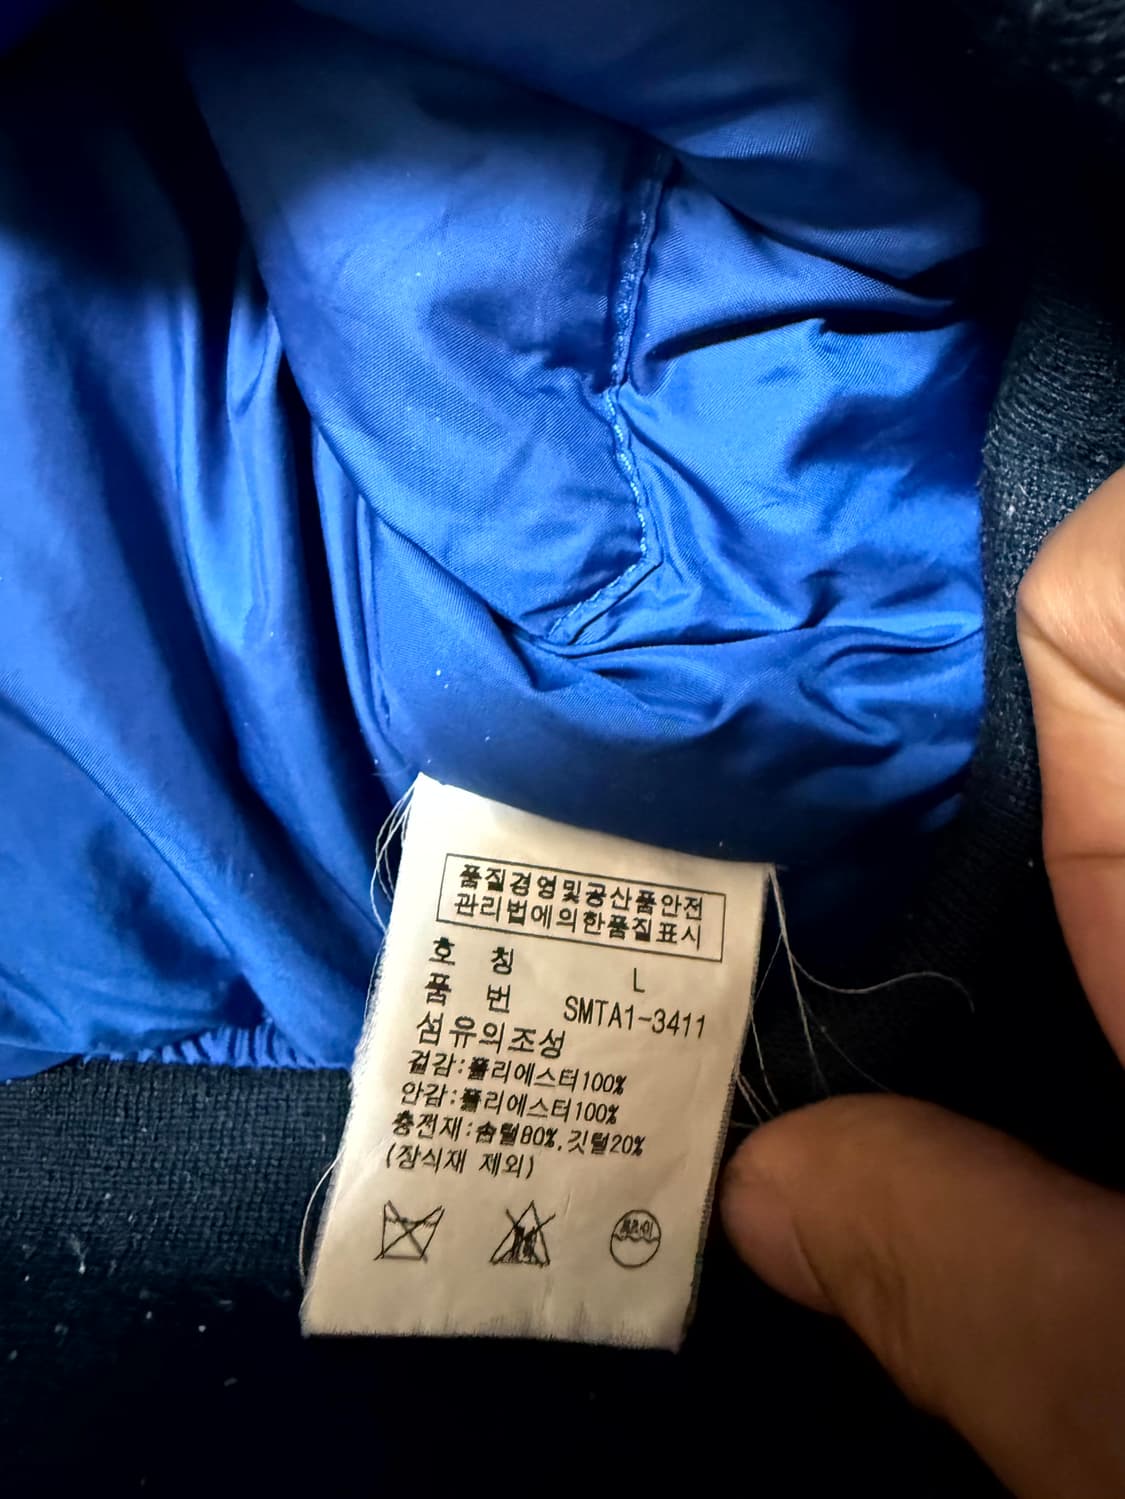 품질경영및공산품안전
관리법에의한품질표시
호 칭 L
품 번 SMTA1-3411
섬유의조성
겉감:폴리에스터100%
안감:폴리에스터100%
충전재:솜털80%,깃털20%
(장식재 제외)